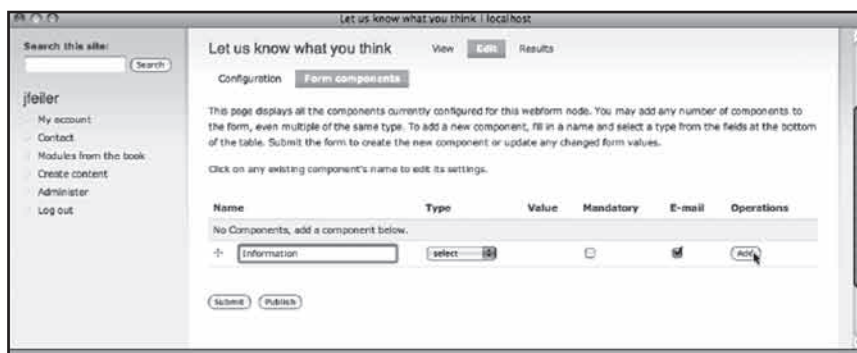 Let us know what you think | localhost
Search this site:
Search
jfeiler
My account
Contact
Modules from the book
Create content
Administer
Log out
Let us know what you think View Edit Results
Configuration Form components
This page displays all the components currently configured for this webform node. You may add any number of components to
the form, even multiple of the same type. To add a new component, fill in a name and select a type from the fields at the bottom
of the table. Submit the form to create the new component or update any changed form values.
Click on any existing component's name to edit its settings.
Name Type Value Mandatory E-mail Operations
No Components, add a component below.
Information select Add
Submit Publish